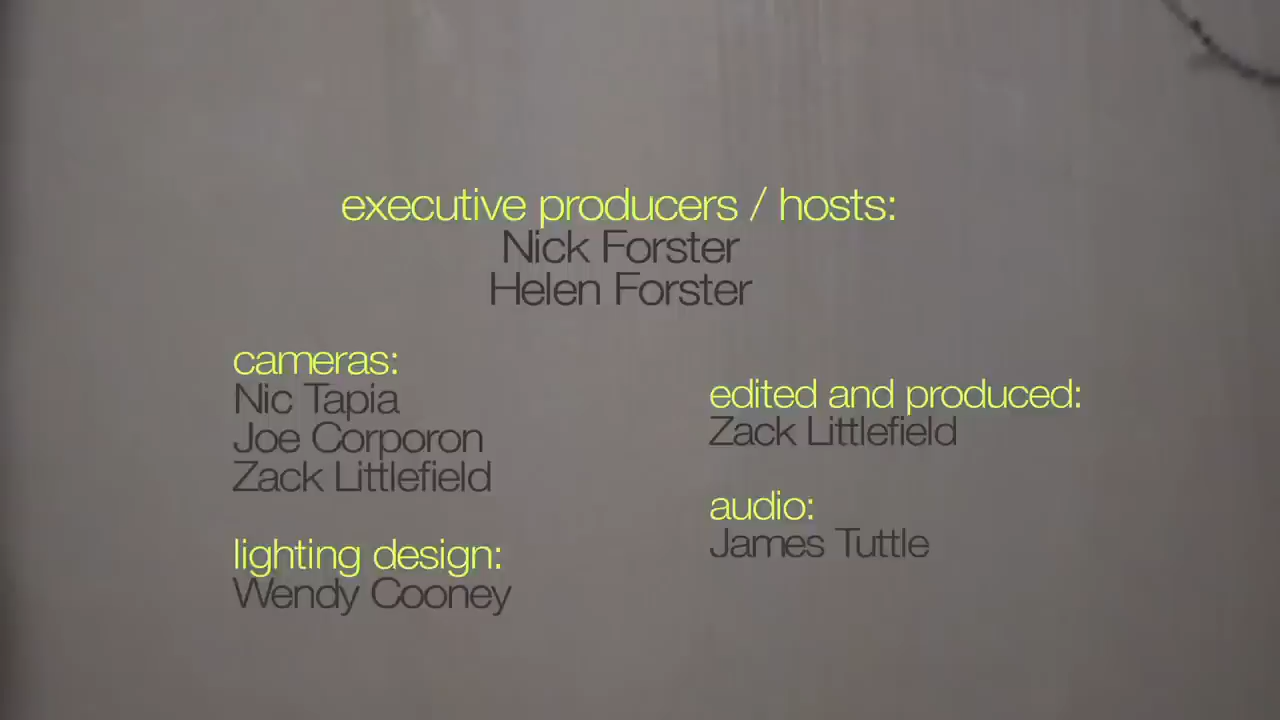 executive producers / hosts:
Nick Forster
Helen Forster
cameras:
Nic Tapia
Joe Corporon
Zack Littlefield
lighting design:
Wendy Cooney
edited and produced:
Zack Littlefield
audio:
James Tuttle